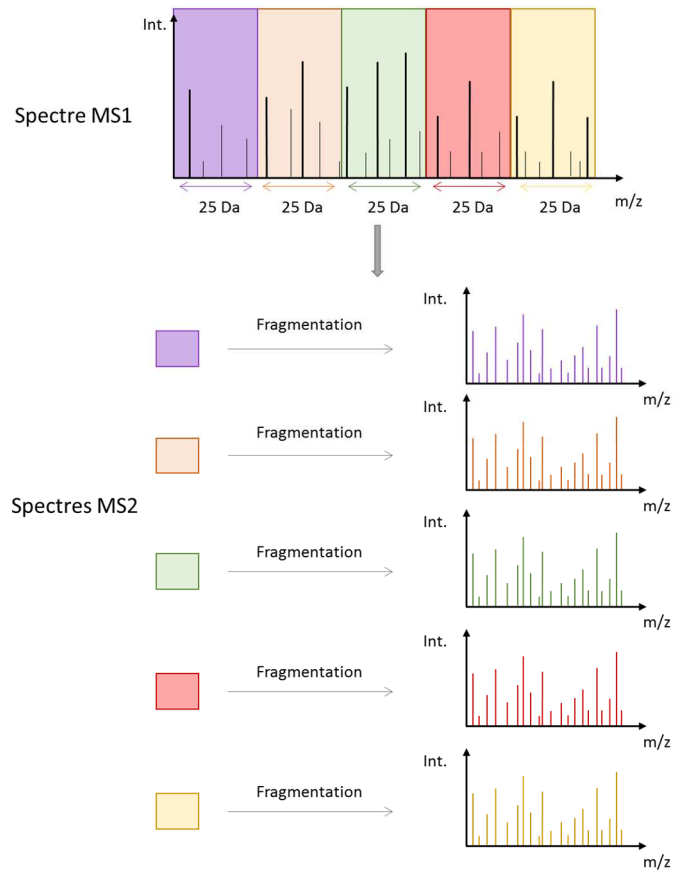 Int.
Spectre MS1
25 Da
25 Da
25 Da
25 Da
25 Da
m/z
Int.
Fragmentation
m/z
Int.
Fragmentation
m/z
Spectres MS2
Int.
Fragmentation
m/z
Int.
Fragmentation
m/z
Int.
Fragmentation
m/z